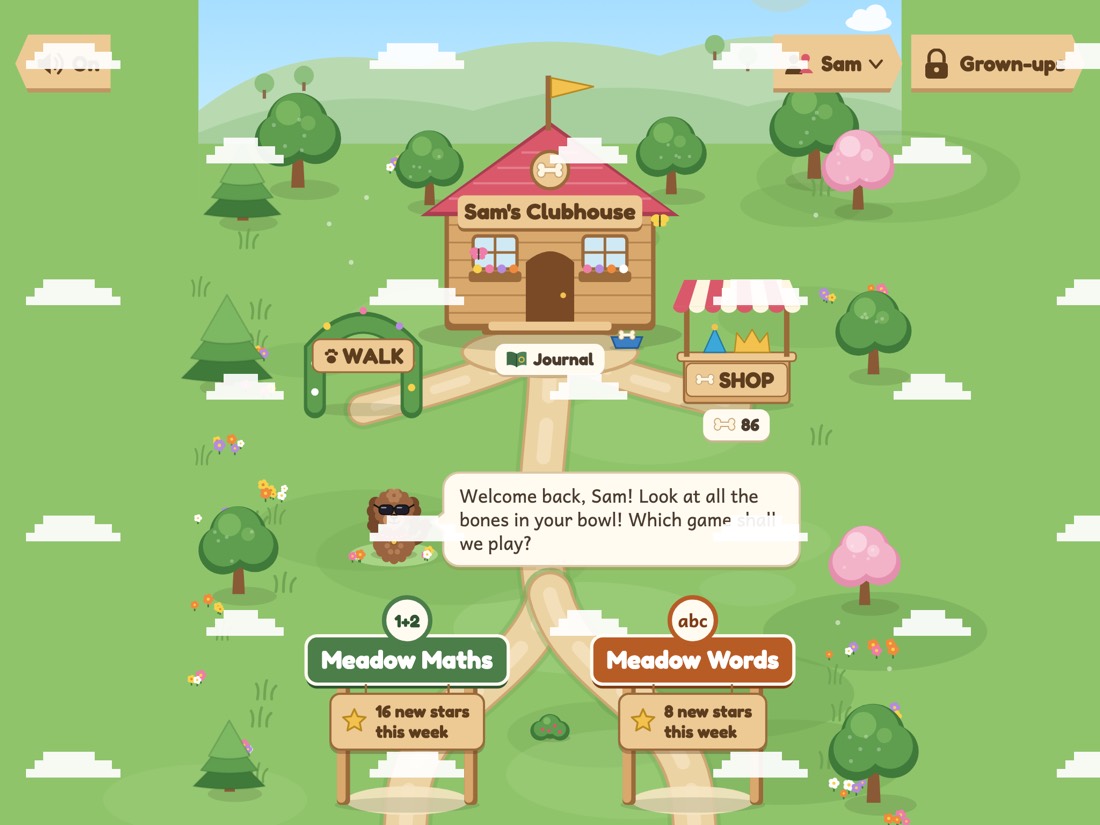 On
Sam
Grown-ups
Sam's Clubhouse
WALK
Journal
SHOP
86
Welcome back, Sam! Look at all the
bones in your bowl! Which game shall
we play?
1+2
abc
Meadow Maths
Meadow Words
16 new stars
this week
8 new stars
this week